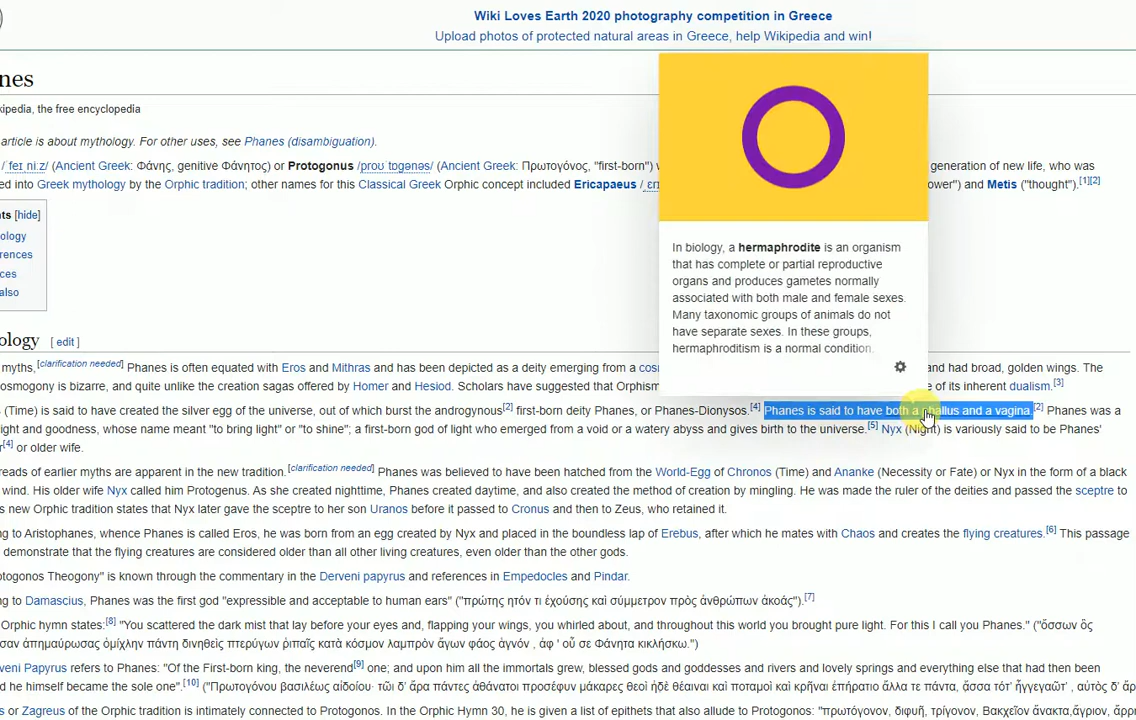 Wiki Loves Earth 2020 photography competition in Greece
Upload photos of protected natural areas in Greece, help Wikipedia and win!
nes
kipedia, the free encyclopedia
article is about mythology. For other uses, see Phanes (disambiguation).
/ˈfeɪˌniːz/ (Ancient Greek: Φάνης, genitive Φάνητος) or Protogonus /proʊˈtɒɡənəs/ (Ancient Greek: Πρωτογόνος, "first-born") generation of new life, who was
ed into Greek mythology by the Orphic tradition; other names for this Classical Greek Orphic concept included Ericapaeus ower") and Metis ("thought").[1][2]
nts [hide]
ology
rences
ces
also
In biology, a hermaphrodite is an organism
that has complete or partial reproductive
organs and produces gametes normally
associated with both male and female sexes.
Many taxonomic groups of animals do not
have separate sexes. In these groups,
hermaphroditism is a normal condition.
ology [ edit ]
myths,[clarification needed] Phanes is often equated with Eros and Mithras and has been depicted as a deity emerging from a cos and had broad, golden wings. The
osmogony is bizarre, and quite unlike the creation sagas offered by Homer and Hesiod. Scholars have suggested that Orphism e of its inherent dualism.[3]
(Time) is said to have created the silver egg of the universe, out of which burst the androgynous[2] first-born deity Phanes, or Phanes-Dionysos.[4] Phanes is said to have both a phallus and a vagina.[2] Phanes was a
ight and goodness, whose name meant "to bring light" or "to shine"; a first-born god of light who emerged from a void or a watery abyss and gives birth to the universe.[5] Nyx (Night) is variously said to be Phanes'
[4] or older wife.
reads of earlier myths are apparent in the new tradition.[clarification needed] Phanes was believed to have been hatched from the World-Egg of Chronos (Time) and Ananke (Necessity or Fate) or Nyx in the form of a black
wind. His older wife Nyx called him Protogenus. As she created nighttime, Phanes created daytime, and also created the method of creation by mingling. He was made the ruler of the deities and passed the sceptre to
s new Orphic tradition states that Nyx later gave the sceptre to her son Uranos before it passed to Cronus and then to Zeus, who retained it.
ng to Aristophanes, whence Phanes is called Eros, he was born from an egg created by Nyx and placed in the boundless lap of Erebus, after which he mates with Chaos and creates the flying creatures.[6] This passage
demonstrate that the flying creatures are considered older than all other living creatures, even older than the other gods.
otogonos Theogony" is known through the commentary in the Derveni papyrus and references in Empedocles and Pindar.
ng to Damascius, Phanes was the first god "expressible and acceptable to human ears" ("πρώτης ητόν τι ἐχούσης καὶ σύμμετρον πρὸς ἀνθρώπων ἀκοάς").[7]
Orphic hymn states:[8] "You scattered the dark mist that lay before your eyes and, flapping your wings, you whirled about, and throughout this world you brought pure light. For this I call you Phanes." ("ὄσσων ὃς
σαν ἀπημαύρωσας ὁμίχλην πάντη δινηθεὶς πτερύγων ῥιπαῖς κατὰ κόσμον λαμπρὸν ἄγων φάος ἁγνόν , ἀφ ' οὗ σε Φάνητα κικλήσκω.")
veni Papyrus refers to Phanes: "Of the First-born king, the neverend[9] one; and upon him all the immortals grew, blessed gods and goddesses and rivers and lovely springs and everything else that had then been
d he himself became the sole one".[10] ("Πρωτογόνου βασιλέως αἰδοίου· τῶι δ' ἄρα πάντες ἀθάνατοι προσέφυν μάκαρες θεοὶ ἠδὲ θέαιναι καὶ ποταμοὶ καὶ κρῆναι ἐπήρατοι ἄλλα τε πάντα, ἄσσα τότ' ἦγγεγαῶτ' , αὐτὸς δ'
s or Zagreus of the Orphic tradition is intimately connected to Protogonos. In the Orphic Hymn 30, he is given a list of epithets that also allude to Protogonos: "πρωτόγονον, διφυῆ, τρίγονον, Βακχεῖον ἄνακτα,ἄγριον,